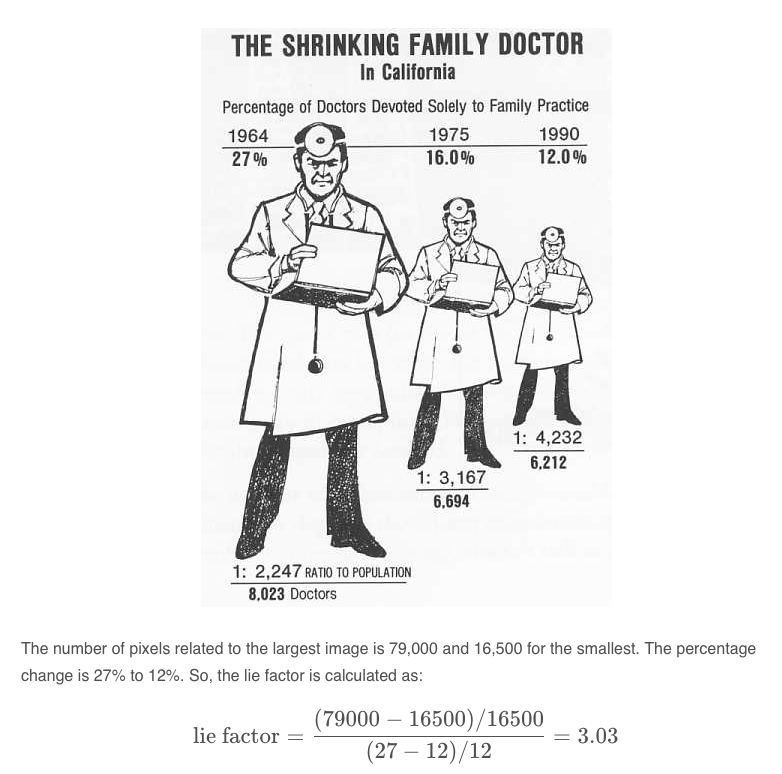 THE SHRINKING FAMILY DOCTOR
In California
Percentage of Doctors Devoted Solely to Family Practice
1964 1975 1990
27% 16.0% 12.0%
1: 4,232
6,212
1: 3,167
6,694
1: 2,247 RATIO TO POPULATION
8,023 Doctors
The number of pixels related to the largest image is 79,000 and 16,500 for the smallest. The percentage
change is 27% to 12%. So, the lie factor is calculated as:
lie factor = (79000 − 16500)/16500 / (27 − 12)/12 = 3.03